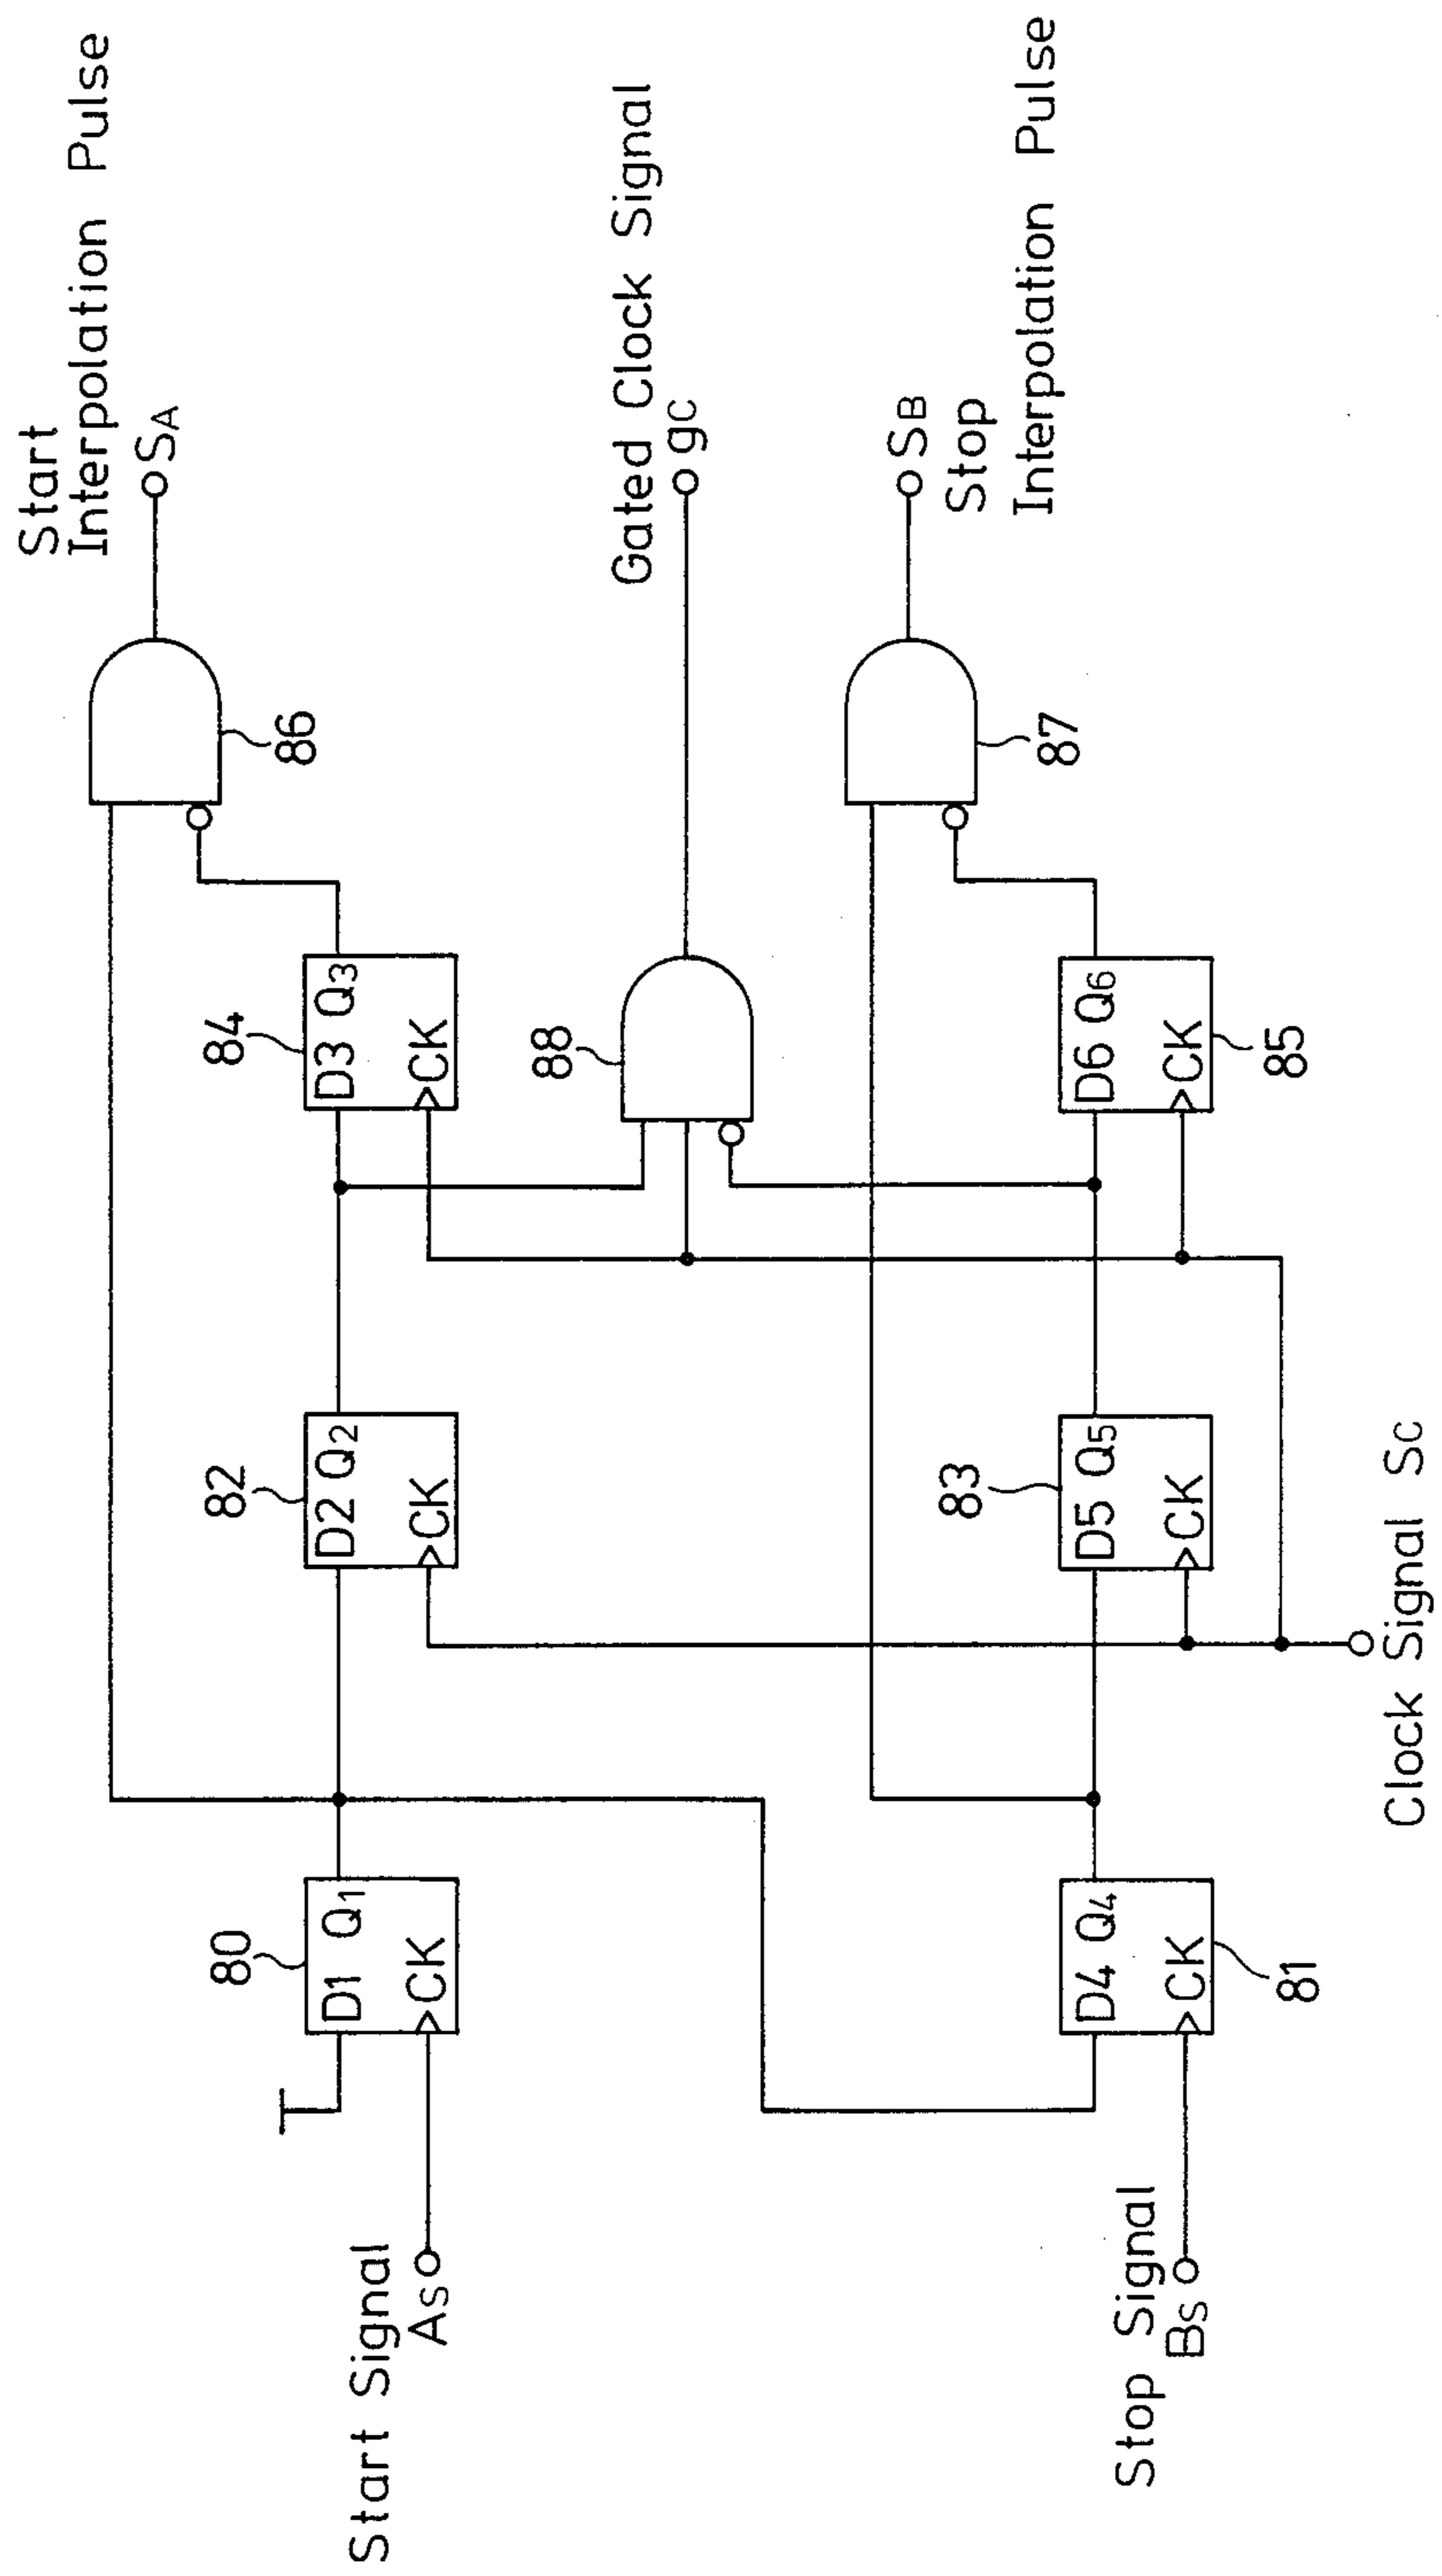 Start
Interpolation Pulse
SA
86
84
D3 Q3
CK
82
D2 Q2
CK
80
D1 Q1
CK
Start Signal
AS
Gated Clock Signal
gC
88
SB
Stop
Interpolation Pulse
87
D6 Q6
CK
85
83
D5 Q5
CK
D4 Q4
CK
81
Stop Signal
BS
Clock Signal SC